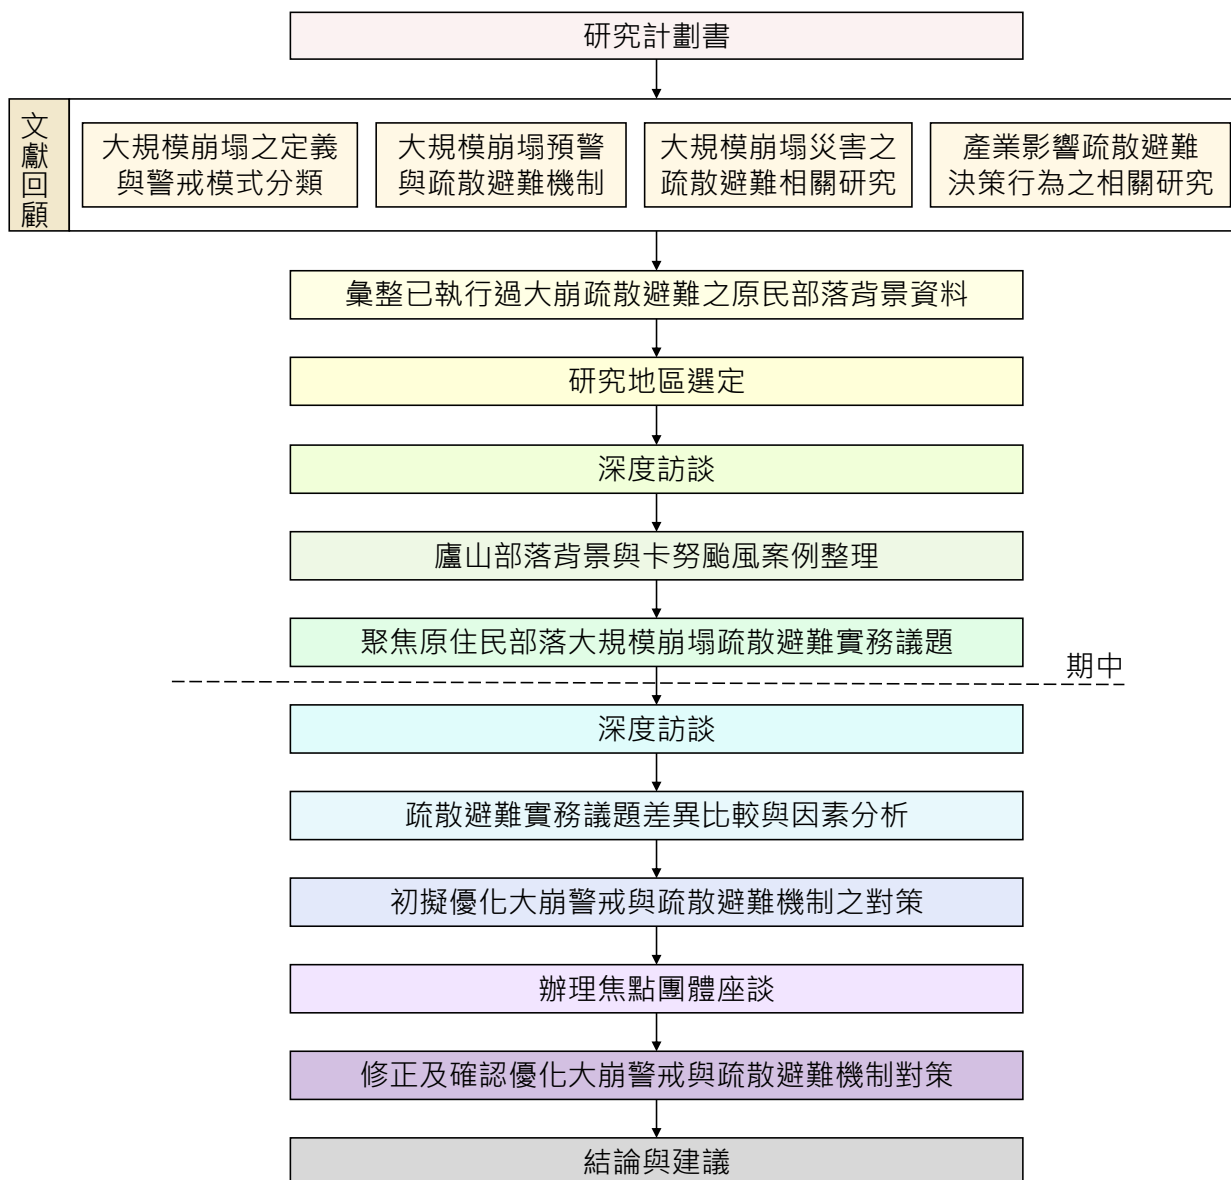 研究計劃書
文獻回顧
大規模崩塌之定義
與警戒模式分類
大規模崩塌預警
與疏散避難機制
大規模崩塌災害之
疏散避難相關研究
產業影響疏散避難
決策行為之相關研究
彙整已執行過大崩疏散避難之原民部落背景資料
研究地區選定
深度訪談
廬山部落背景與卡努颱風案例整理
聚焦原住民部落大規模崩塌疏散避難實務議題
期中
深度訪談
疏散避難實務議題差異比較與因素分析
初擬優化大崩警戒與疏散避難機制之對策
辦理焦點團體座談
修正及確認優化大崩警戒與疏散避難機制對策
結論與建議